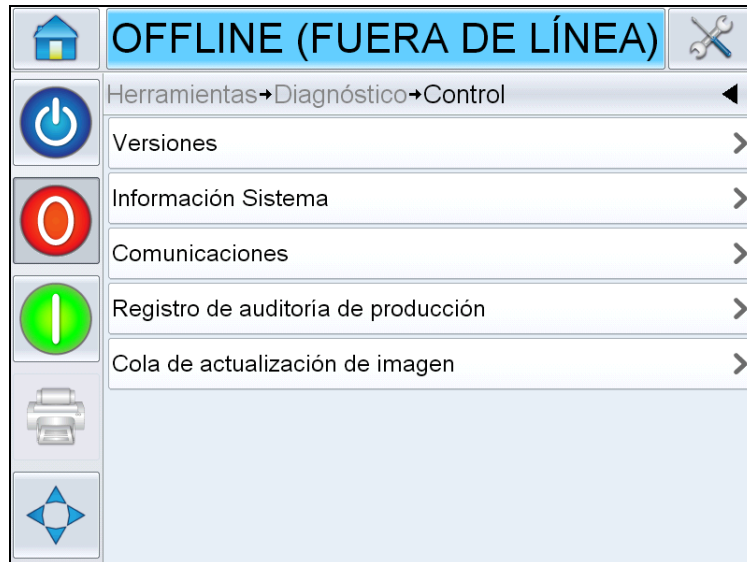 OFFLINE (FUERA DE LÍNEA)
Herramientas→Diagnóstico→Control
Versiones
Información Sistema
Comunicaciones
Registro de auditoría de producción
Cola de actualización de imagen